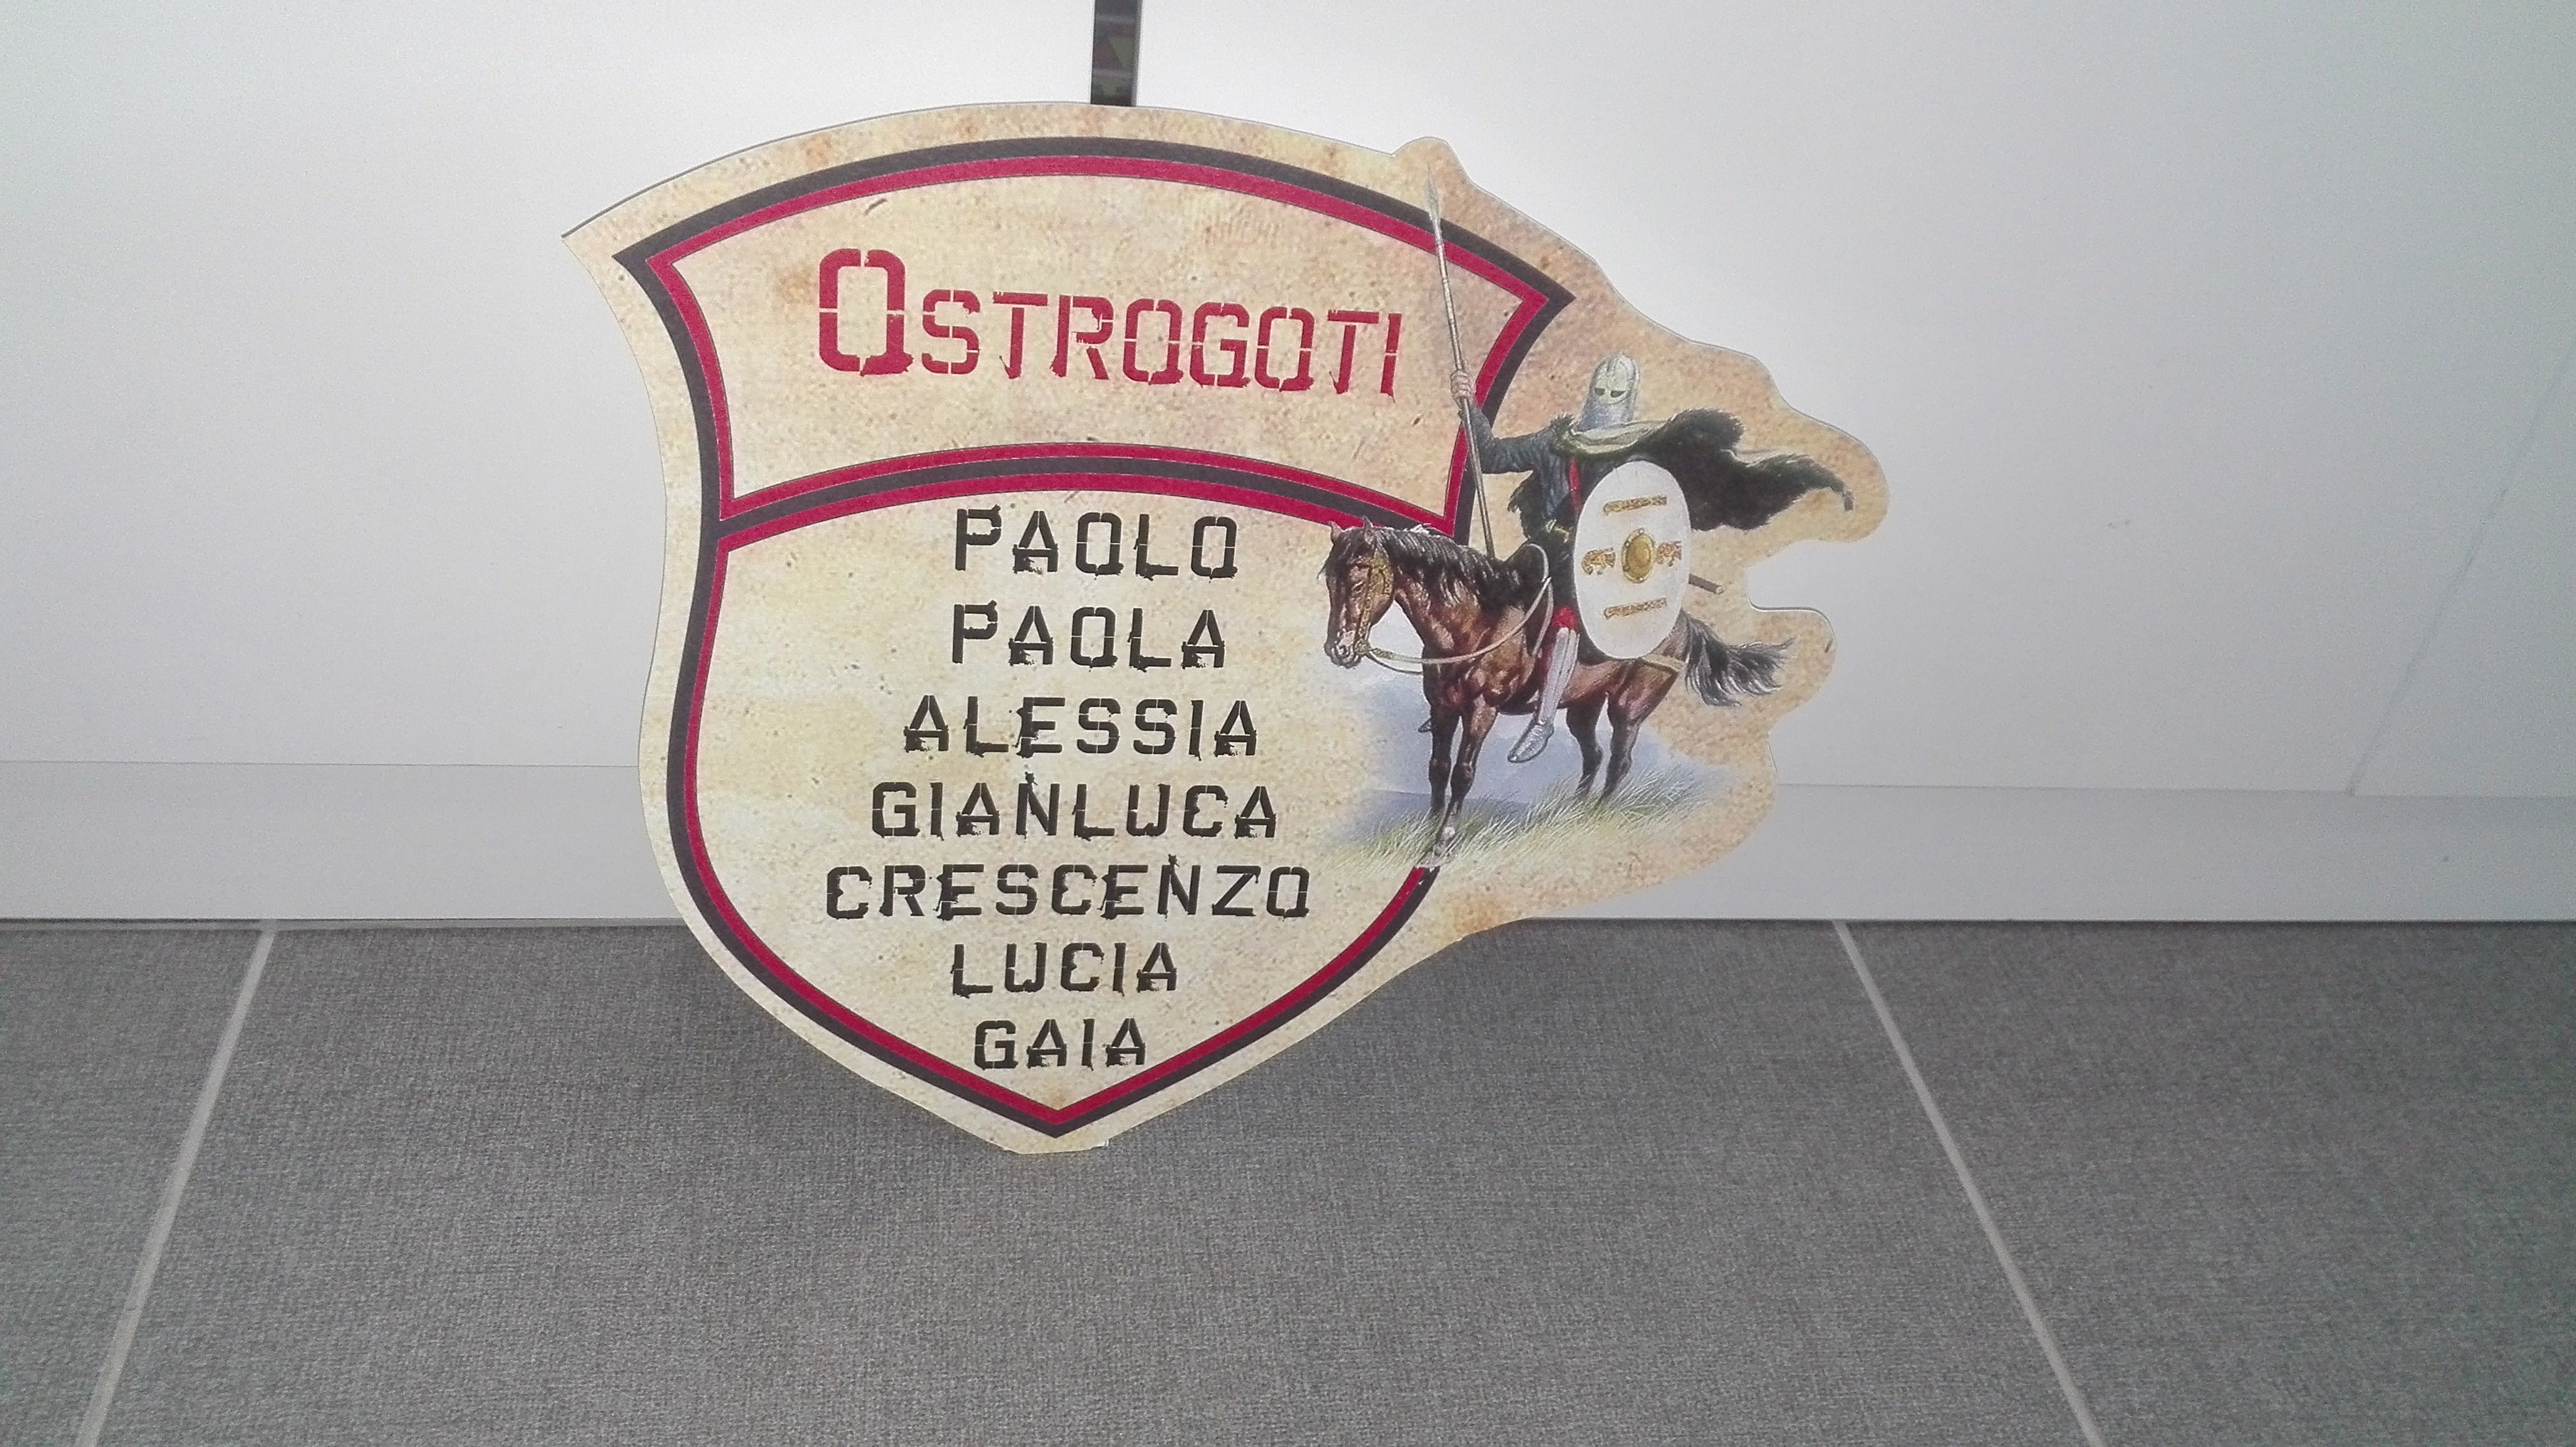 OSTROGOTI
PAOLO
PAOLA
ALESSIA
GIANLUCA
CRESCENZO
LUCIA
GAIA